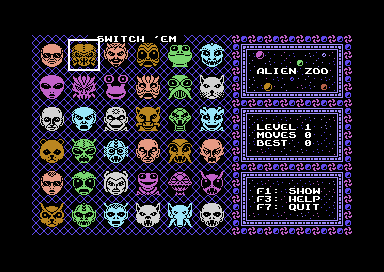 SWITCH 'EM
ALIEN ZOO
LEVEL 1
MOVES 0
BEST 0
F1: SHOW
F3: HELP
F7: QUIT